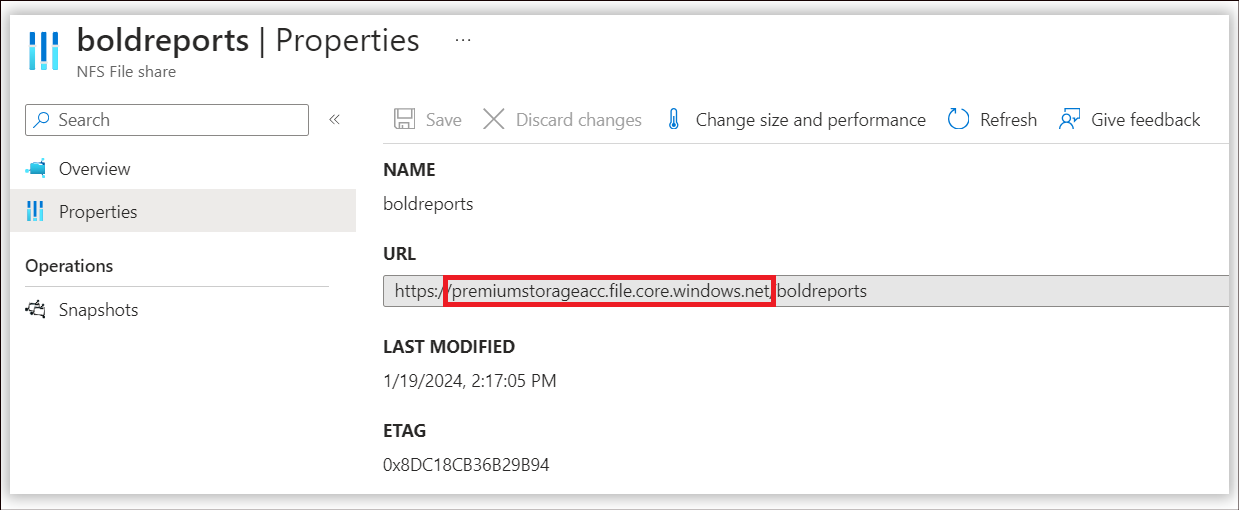 boldreports | Properties ...
NFS File share
Search «
Save Discard changes Change size and performance Refresh Give feedback
Overview
Properties
Operations
Snapshots
NAME
boldreports
URL
https://premiumstorageacc.file.core.windows.net/boldreports
LAST MODIFIED
1/19/2024, 2:17:05 PM
ETAG
0x8DC18CB36B29B94